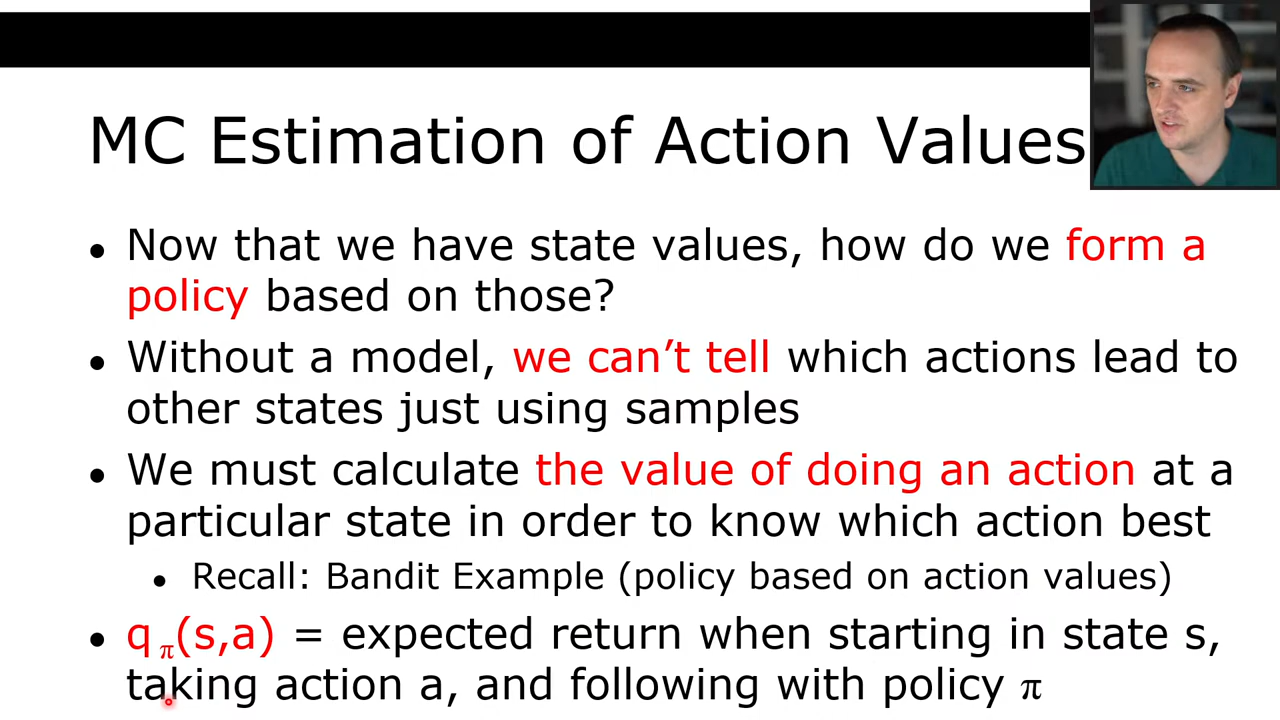 MC Estimation of Action Values
• Now that we have state values, how do we form a
policy based on those?
• Without a model, we can’t tell which actions lead to
other states just using samples
• We must calculate the value of doing an action at a
particular state in order to know which action best
• Recall: Bandit Example (policy based on action values)
• q π(s,a) = expected return when starting in state s,
taking action a, and following with policy π